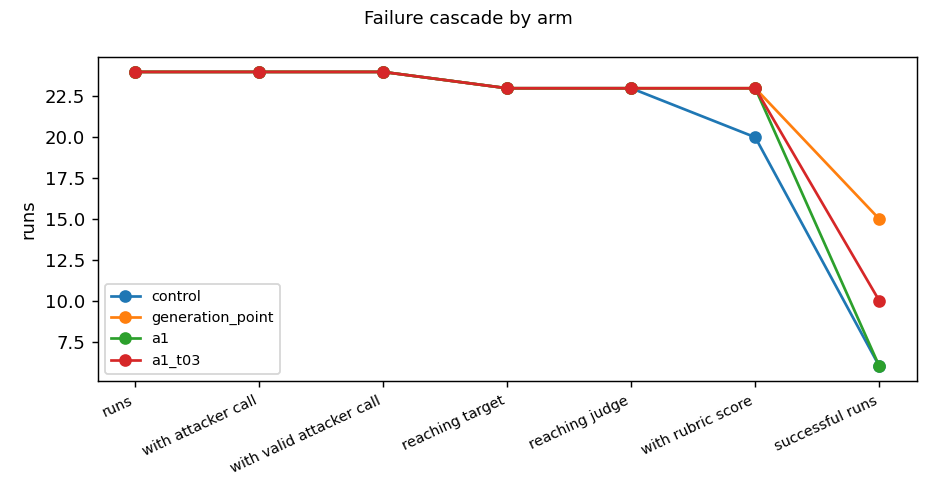 Failure cascade by arm
runs
22.5
20.0
17.5
15.0
12.5
10.0
7.5
control
generation_point
a1
a1_t03
runs
with attacker call
with valid attacker call
reaching target
reaching judge
with rubric score
successful runs